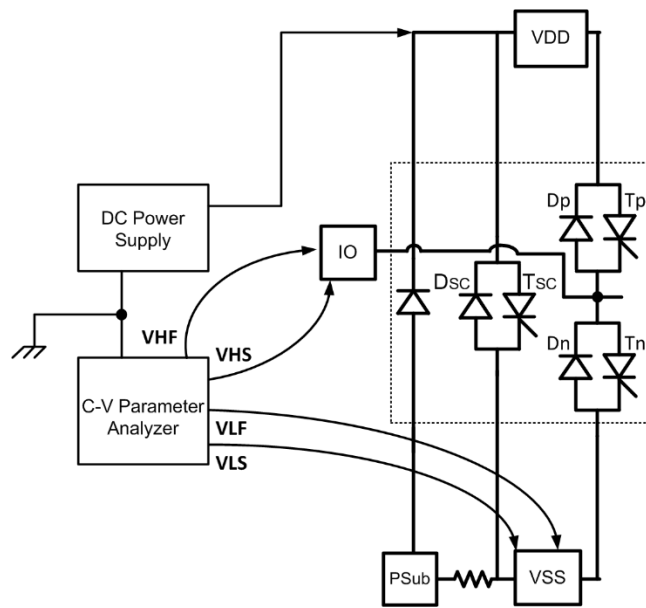 VDD
DC Power
Supply
IO
Dp
Tp
DSC
TSC
VHF
VHS
Dn
Tn
C-V Parameter
Analyzer
VLF
VLS
PSub
VSS